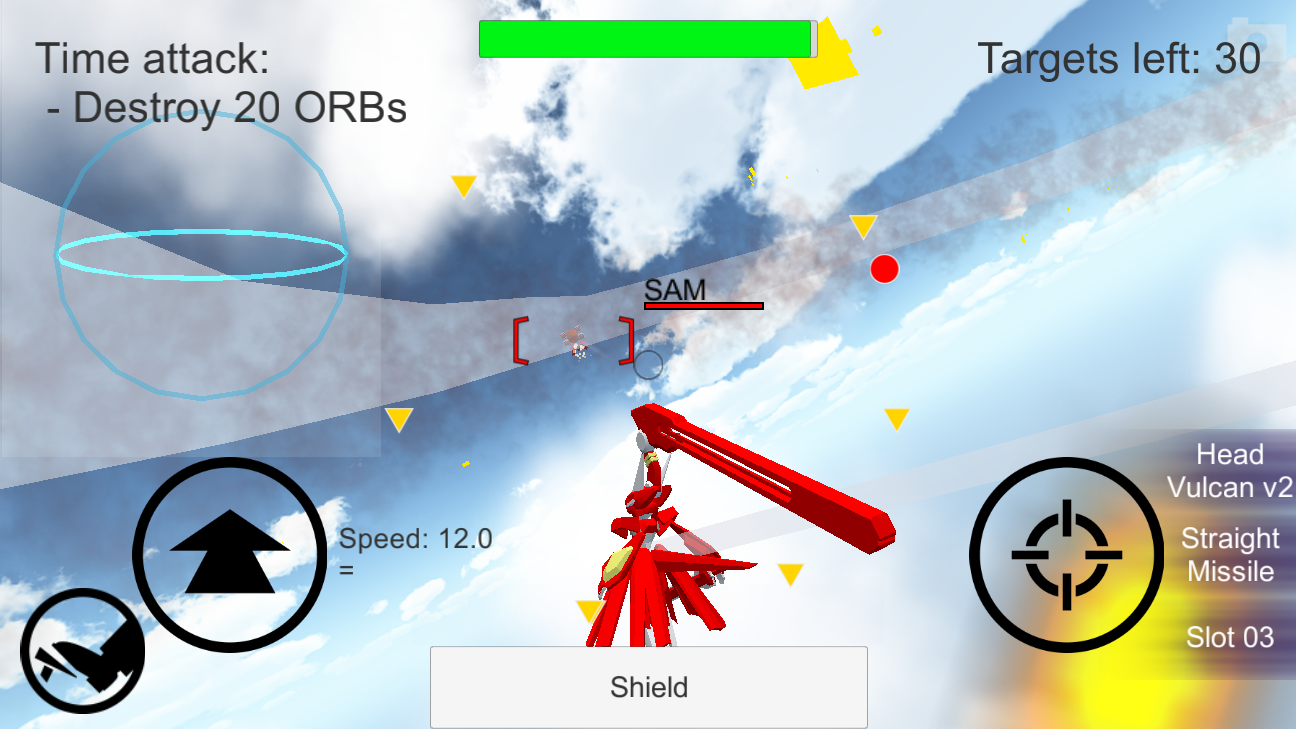 Time attack:
- Destroy 20 ORBs
Targets left: 30
SAM
Speed: 12.0
=
Head
Vulcan v2
Straight
Missile
Slot 03
Shield